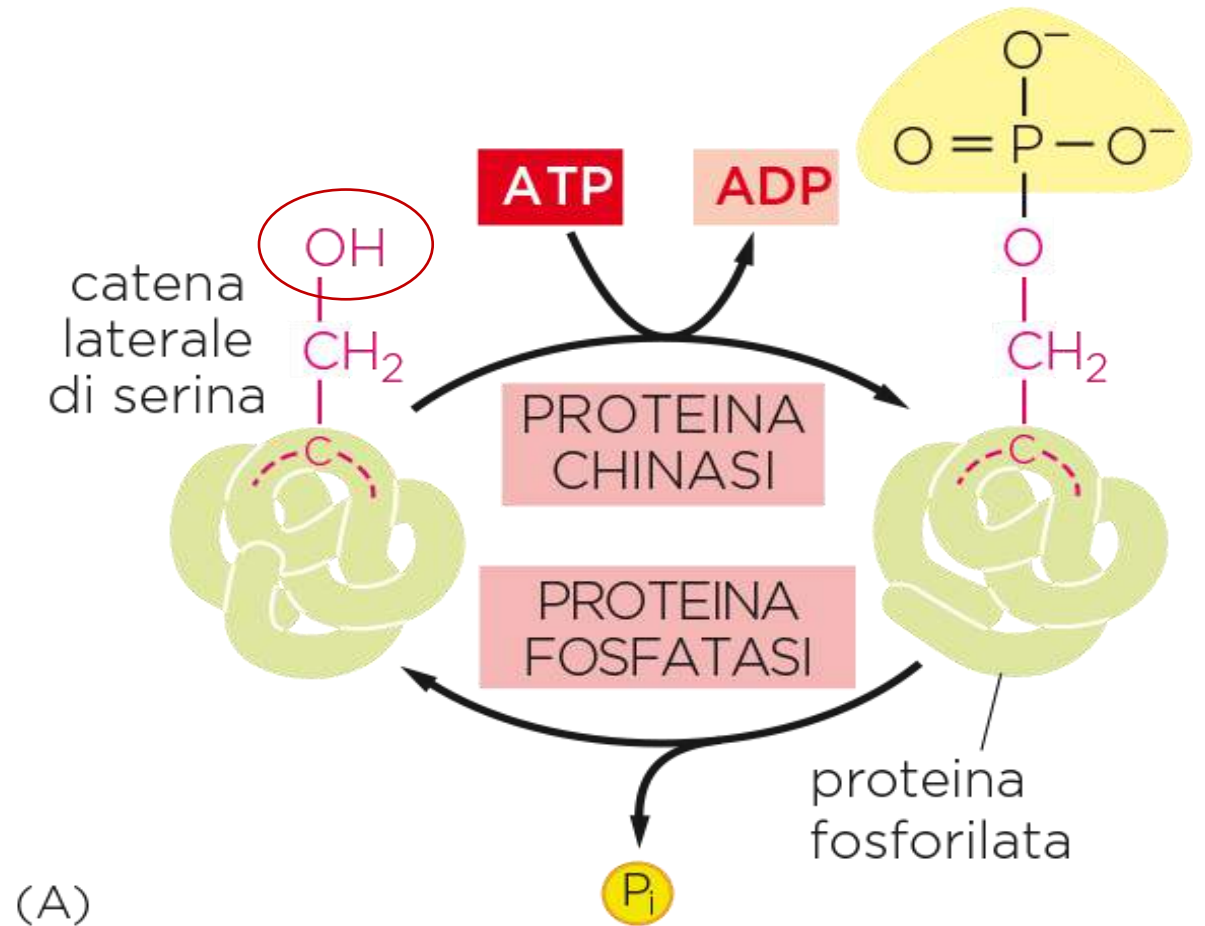 O⁻
O=P–O⁻
ATP
ADP
OH
O
catena
laterale
di serina
CH₂
CH₂
PROTEINA
CHINASI
C
C
PROTEINA
FOSFATASI
proteina
fosforilata
Pᵢ
(A)